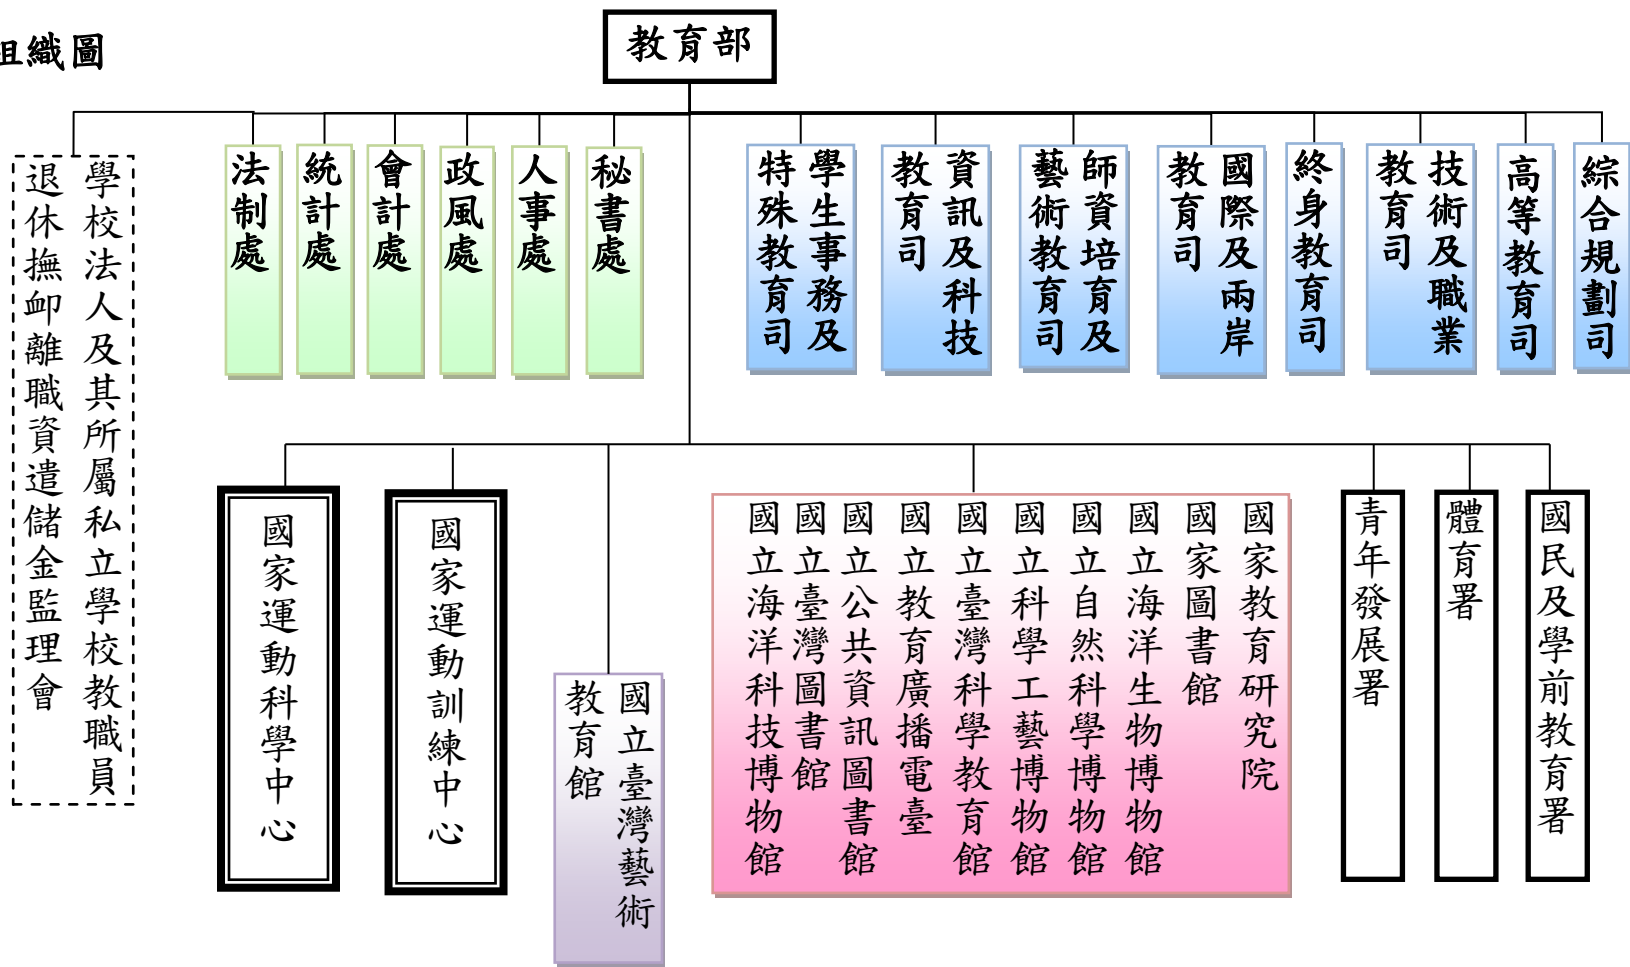 組織圖
教育部
綜合規劃司
高等教育司
技術及職業
教育司
終身教育司
國際及兩岸
教育司
師資培育及
藝術教育司
資訊及科技
教育司
學生事務及
特殊教育司
秘書處
人事處
政風處
會計處
統計處
法制處
學校法人及其所屬私立學校教職員
退休撫卹離職資遣儲金監理會
國民及學前教育署
體育署
青年發展署
國家教育研究院
國家圖書館
國立海洋生物博物館
國立自然科學博物館
國立科學工藝博物館
國立臺灣科學教育館
國立教育廣播電臺
國立公共資訊圖書館
國立臺灣圖書館
國立海洋科技博物館
國立臺灣藝術
教育館
國家運動訓練中心
國家運動科學中心